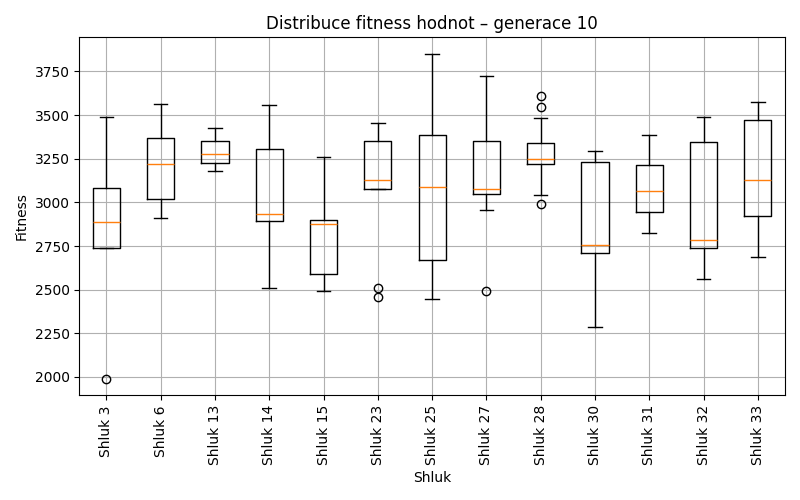 Distribuce fitness hodnot – generace 10
Fitness
3750
3500
3250
3000
2750
2500
2250
2000
Shluk 3
Shluk 6
Shluk 13
Shluk 14
Shluk 15
Shluk 23
Shluk 25
Shluk 27
Shluk 28
Shluk 30
Shluk 31
Shluk 32
Shluk 33
Shluk